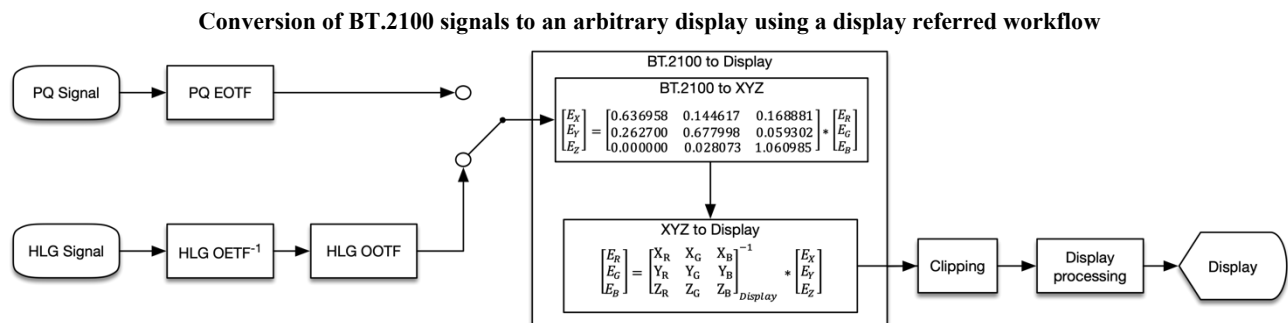 Conversion of BT.2100 signals to an arbitrary display using a display referred workflow
PQ Signal
PQ EOTF
HLG Signal
HLG OETF⁻¹
HLG OOTF
BT.2100 to Display
BT.2100 to XYZ
[E_X] = [0.636958 0.144617 0.168881] * [E_R]
[E_Y] [0.262700 0.677998 0.059302] [E_G]
[E_Z] [0.000000 0.028073 1.060985] [E_B]
XYZ to Display
[E_R] = [X_R X_G X_B]⁻¹ * [E_X]
[E_G] [Y_R Y_G Y_B] [E_Y]
[E_B] [Z_R Z_G Z_B]_Display [E_Z]
Clipping
Display
processing
Display